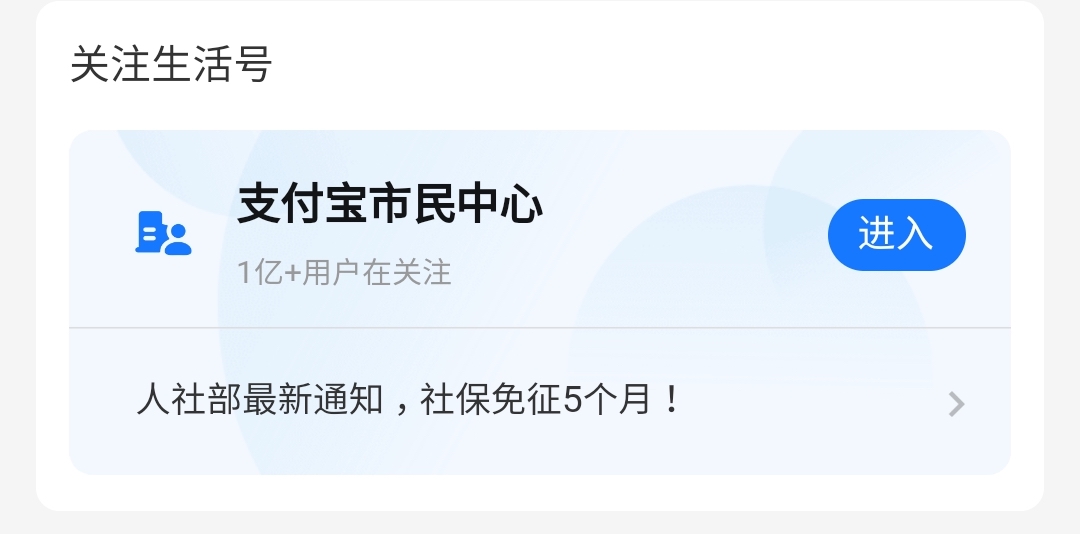 关注生活号
支付宝市民中心
进入
1亿+用户在关注
人社部最新通知，社保免征5个月！